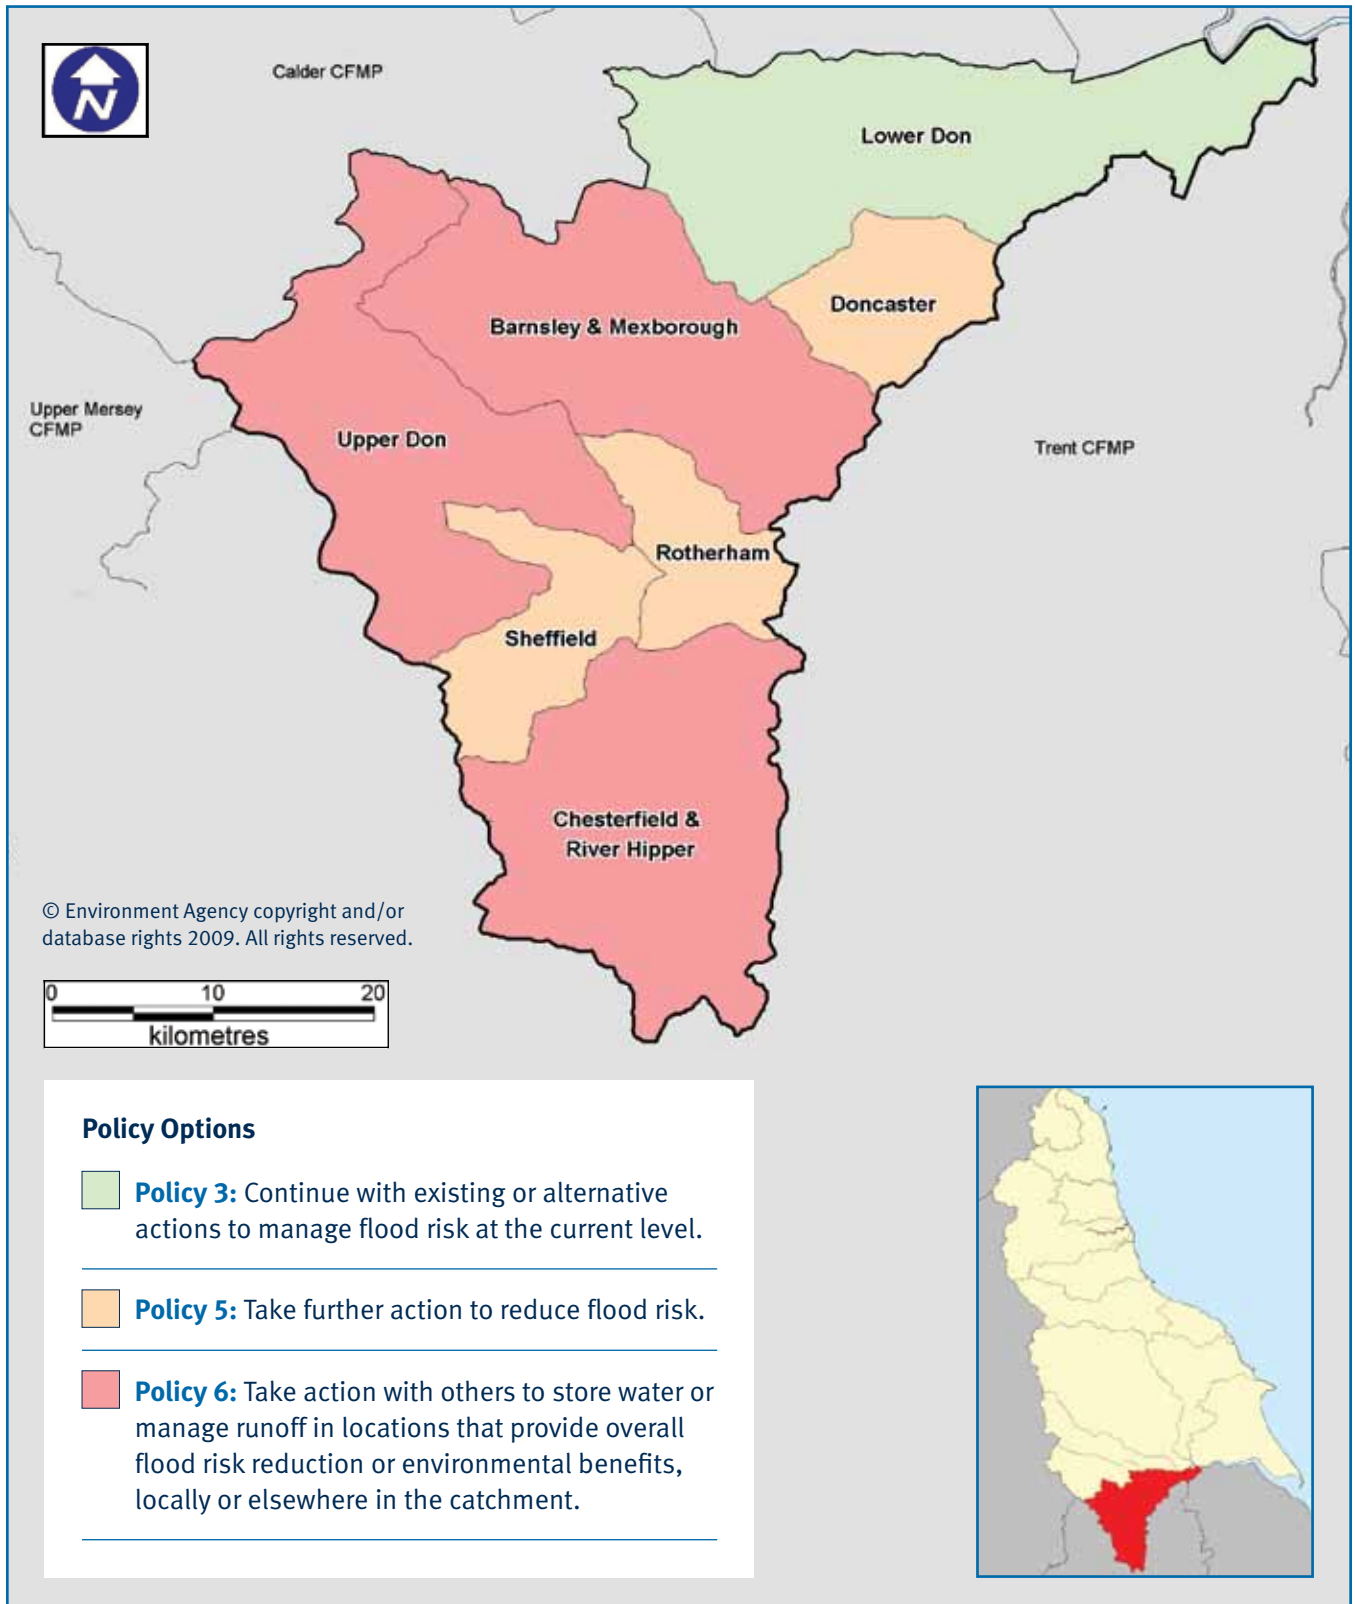 N
Calder CFMP
Lower Don
Doncaster
Barnsley & Mexborough
Upper Mersey
CFMP
Upper Don
Trent CFMP
Rotherham
Sheffield
Chesterfield &
River Hipper
© Environment Agency copyright and/or
database rights 2009. All rights reserved.
0 10 20
kilometres
Policy Options
Policy 3: Continue with existing or alternative
actions to manage flood risk at the current level.
Policy 5: Take further action to reduce flood risk.
Policy 6: Take action with others to store water or
manage runoff in locations that provide overall
flood risk reduction or environmental benefits,
locally or elsewhere in the catchment.